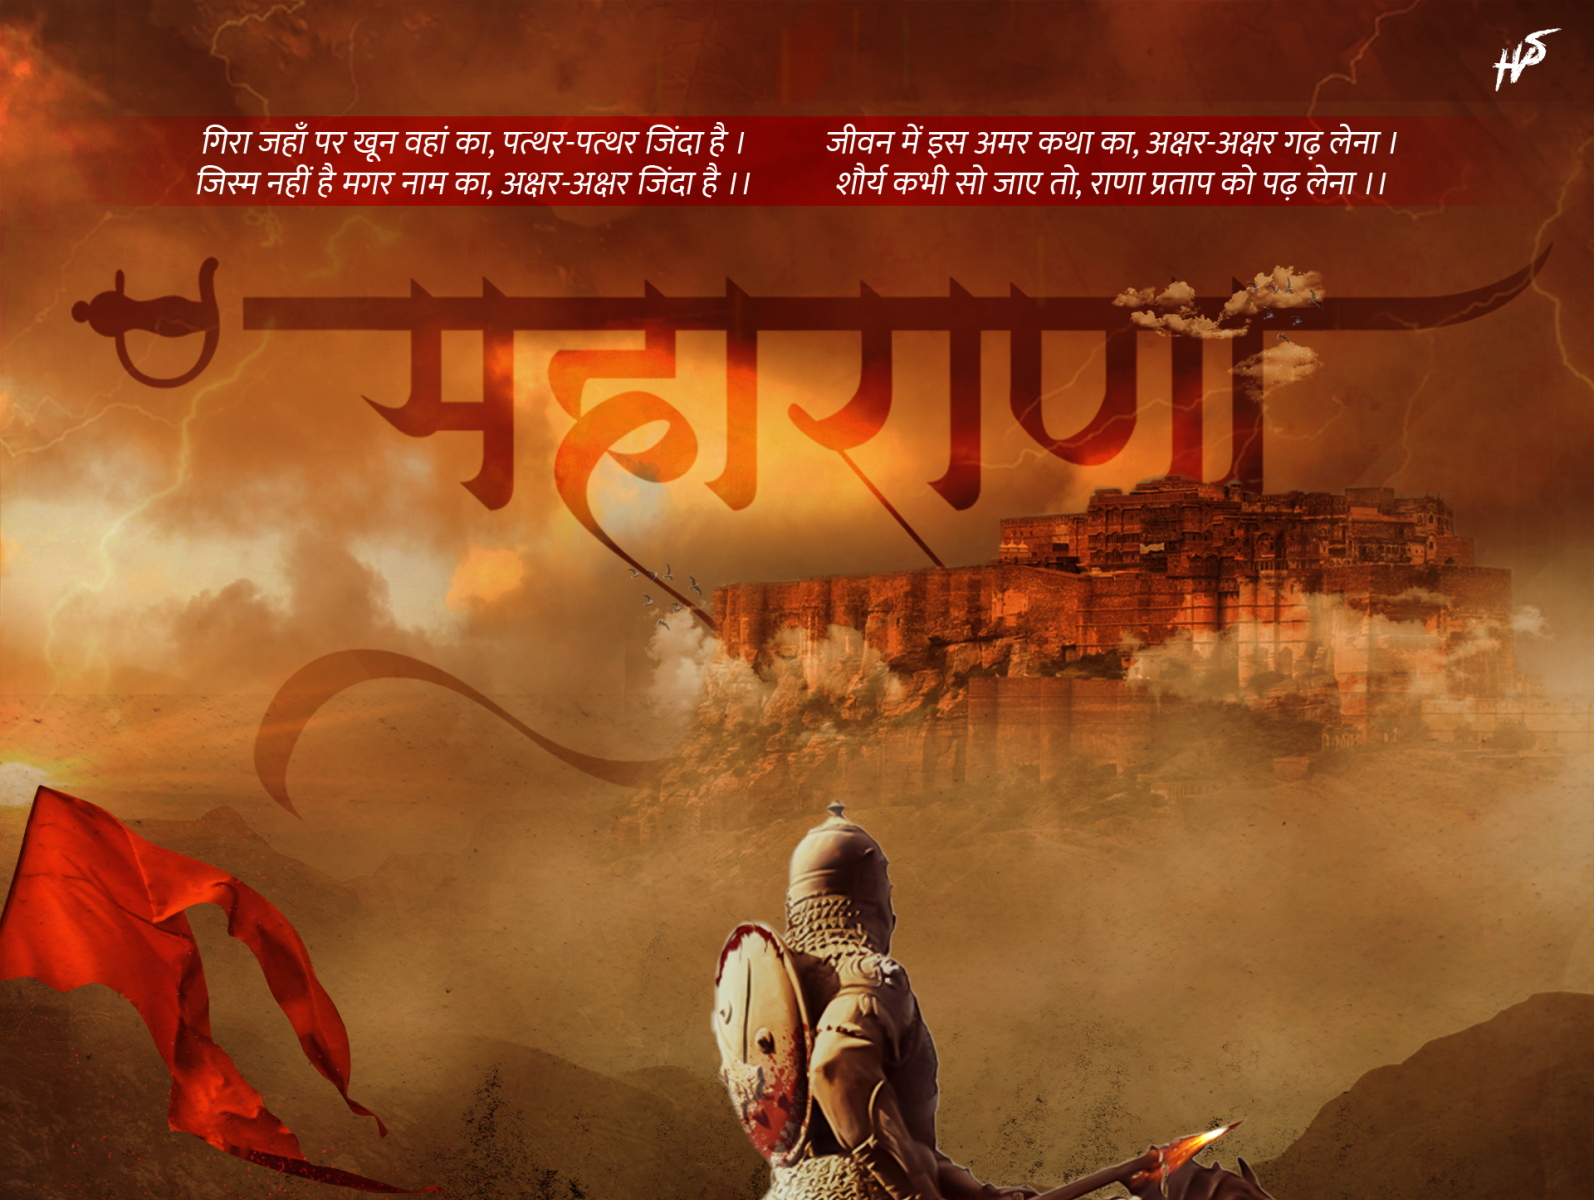 HPS
गिरा जहाँ पर खून वहां का, पत्थर-पत्थर जिंदा है ।
जिस्म नहीं है मगर नाम का, अक्षर-अक्षर जिंदा है ।।
जीवन में इस अमर कथा का, अक्षर-अक्षर गढ़ लेना ।
शौर्य कभी सो जाए तो, राणा प्रताप को पढ़ लेना ।।
महाराणा